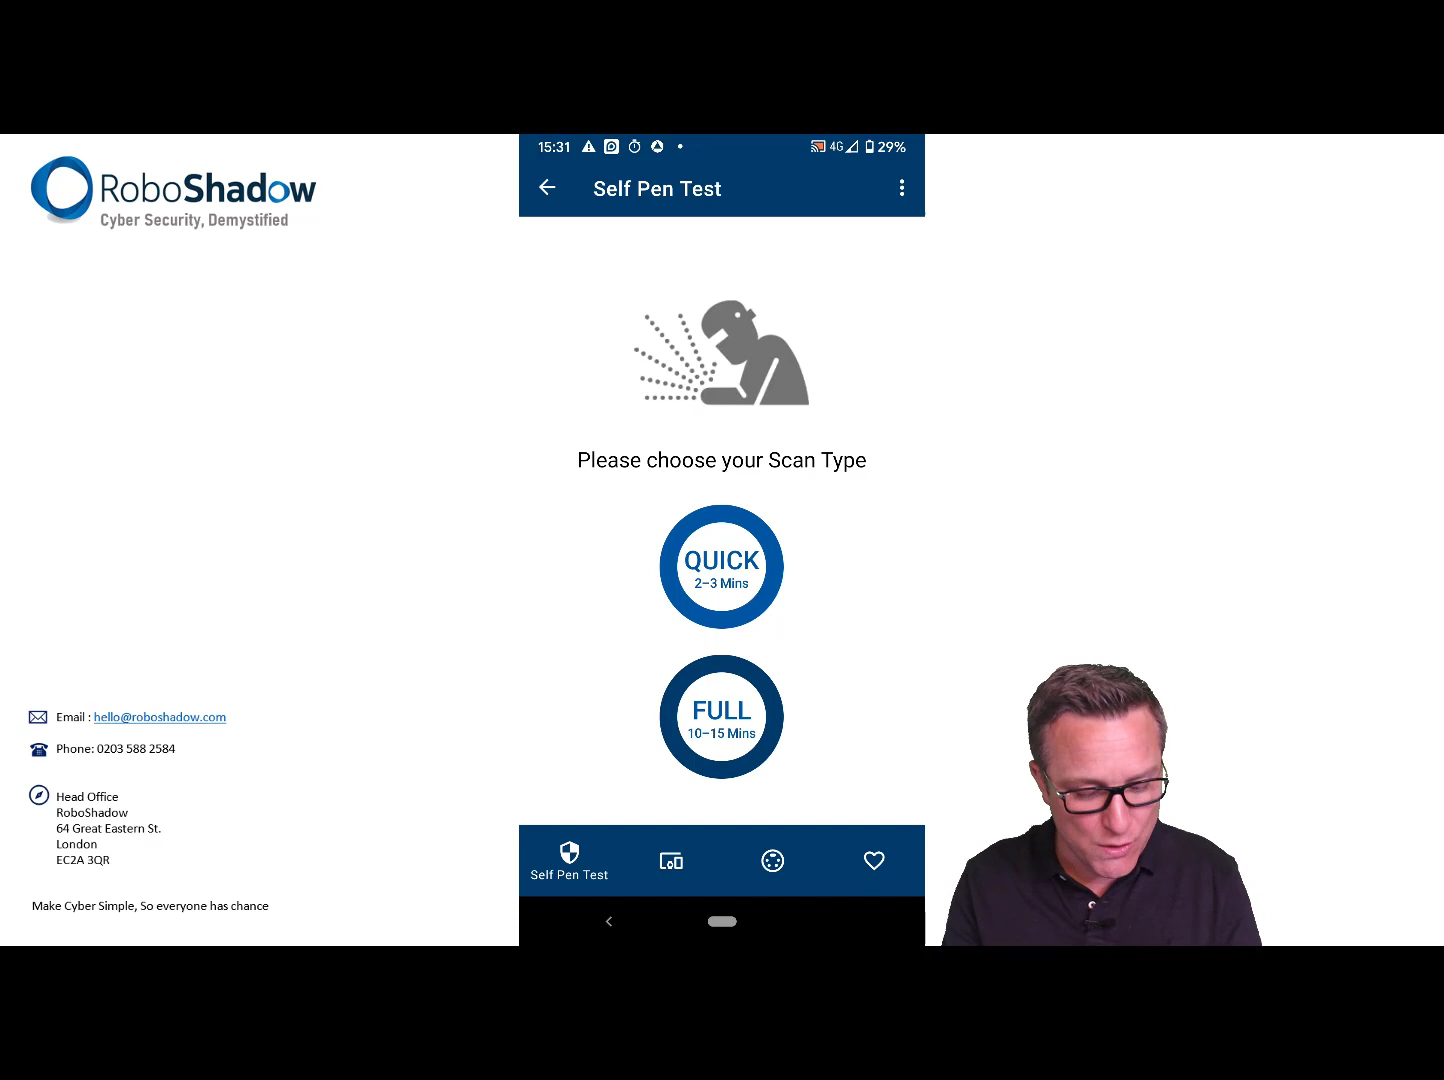 RoboShadow
Cyber Security, Demystified
15:31
4G
29%
Self Pen Test
Please choose your Scan Type
QUICK
2–3 Mins
FULL
10–15 Mins
Self Pen Test
Email : hello@roboshadow.com
Phone: 0203 588 2584
Head Office
RoboShadow
64 Great Eastern St.
London
EC2A 3QR
Make Cyber Simple, So everyone has chance